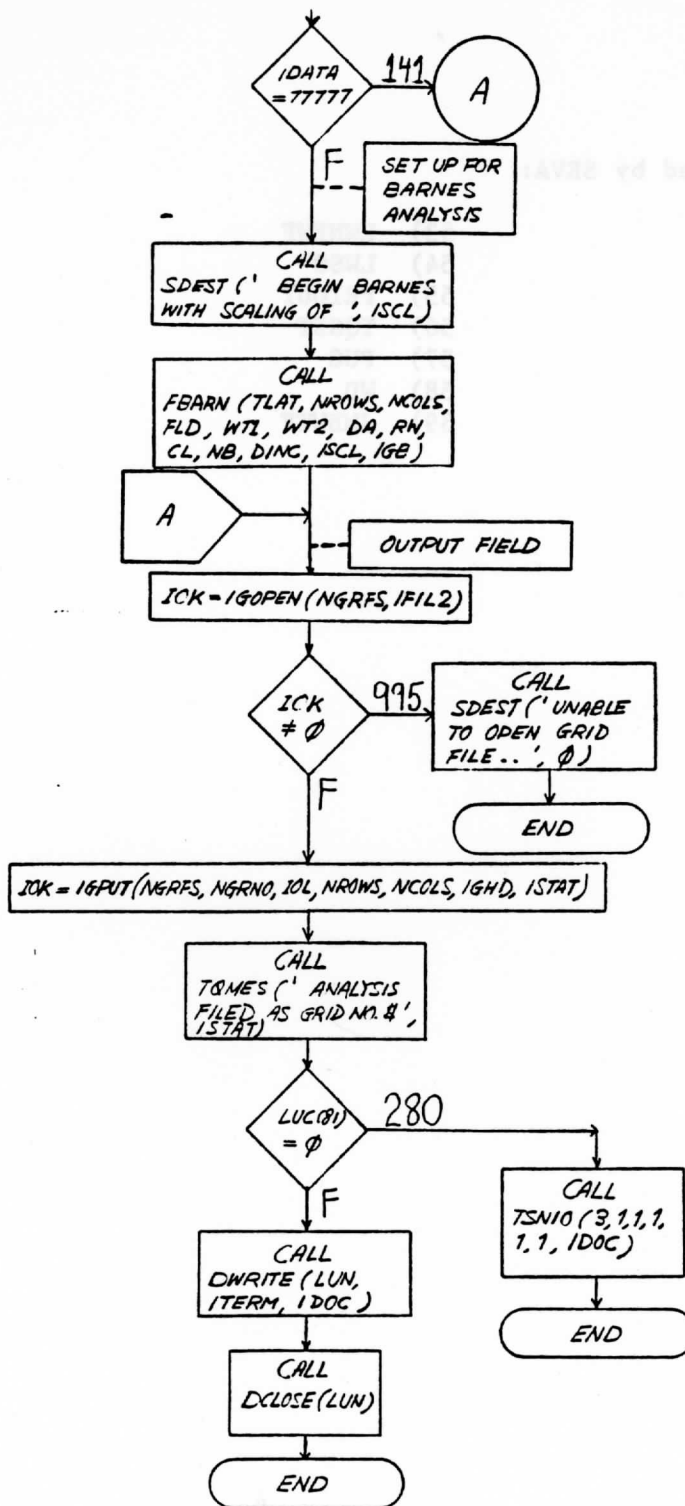 IDATA
= 77777
141
A
F
SET UP FOR
BARNES
ANALYSIS
CALL
SDEST (' BEGIN BARNES
WITH SCALING OF ', ISCL)
CALL
FBARN (TLAT, NROWS, NCOLS,
FLD, WT1, WT2, DA, RN,
CL, NB, DINC, ISCL, IGB)
A
OUTPUT FIELD
ICK = IGOPEN (NGRFS, IFIL2)
ICK
≠ 0
995
CALL
SDEST (' UNABLE
TO OPEN GRID
FILE . . ', 0)
F
END
IOK = IGPUT (NGRFS, NGRNO, IOL, NROWS, NCOLS, IGHD, ISTAT)
CALL
TQMES (' ANALYSIS
FILED AS GRID NO. $',
ISTAT)
LUC(81)
= 0
280
F
CALL
TSNIO (3,1,1,1,
1,1, IDOC)
CALL
DWRITE (LUN,
ITERM, IDOC)
END
CALL
DCLOSE (LUN)
END